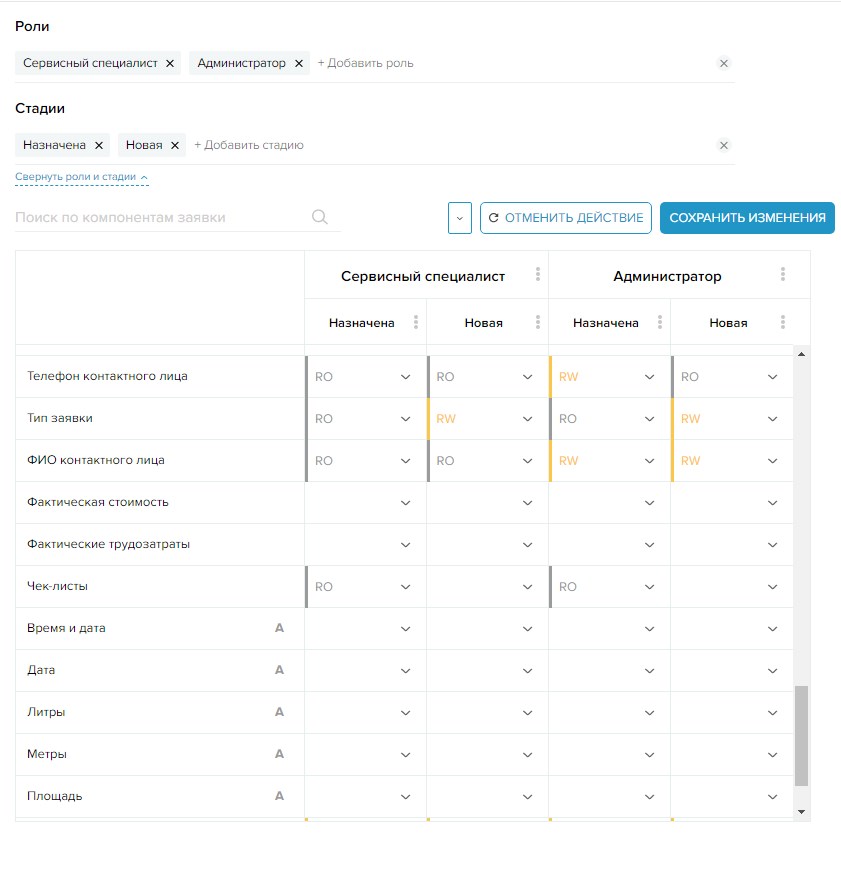 Роли
Сервисный специалист × Администратор × + Добавить роль ×
Стадии
Назначена × Новая × + Добавить стадию ×
Свернуть роли и стадии
Поиск по компонентам заявки ОТМЕНИТЬ ДЕЙСТВИЕ СОХРАНИТЬ ИЗМЕНЕНИЯ
Сервисный специалист Администратор
Назначена Новая Назначена Новая
Телефон контактного лица RO RO RW RO
Тип заявки RO RW RO RW
ФИО контактного лица RO RO RW RW
Фактическая стоимость
Фактические трудозатраты
Чек-листы RO RO
Время и дата A
Дата A
Литры A
Метры A
Площадь A